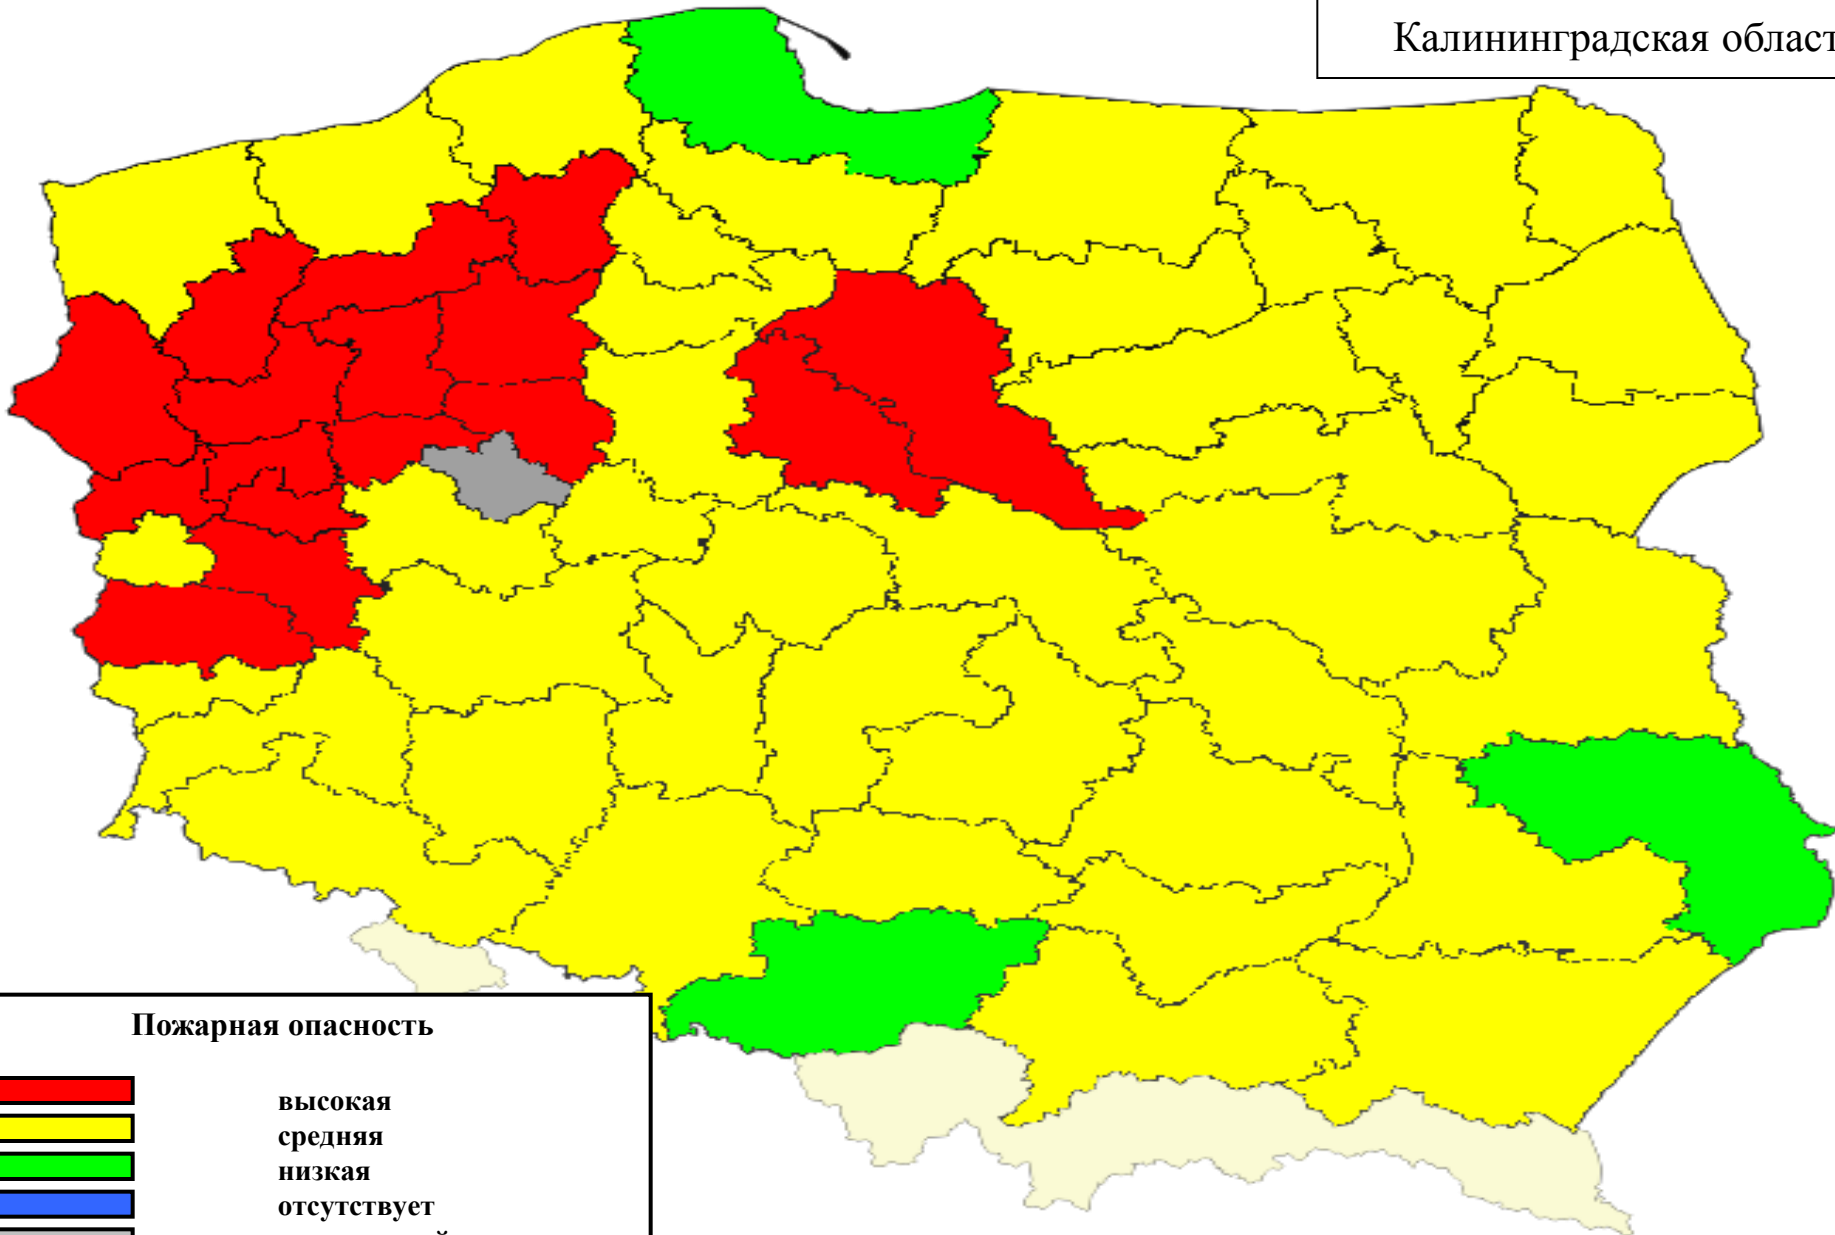 Калининградская област
Пожарная опасность
высокая
средняя
низкая
отсутствует